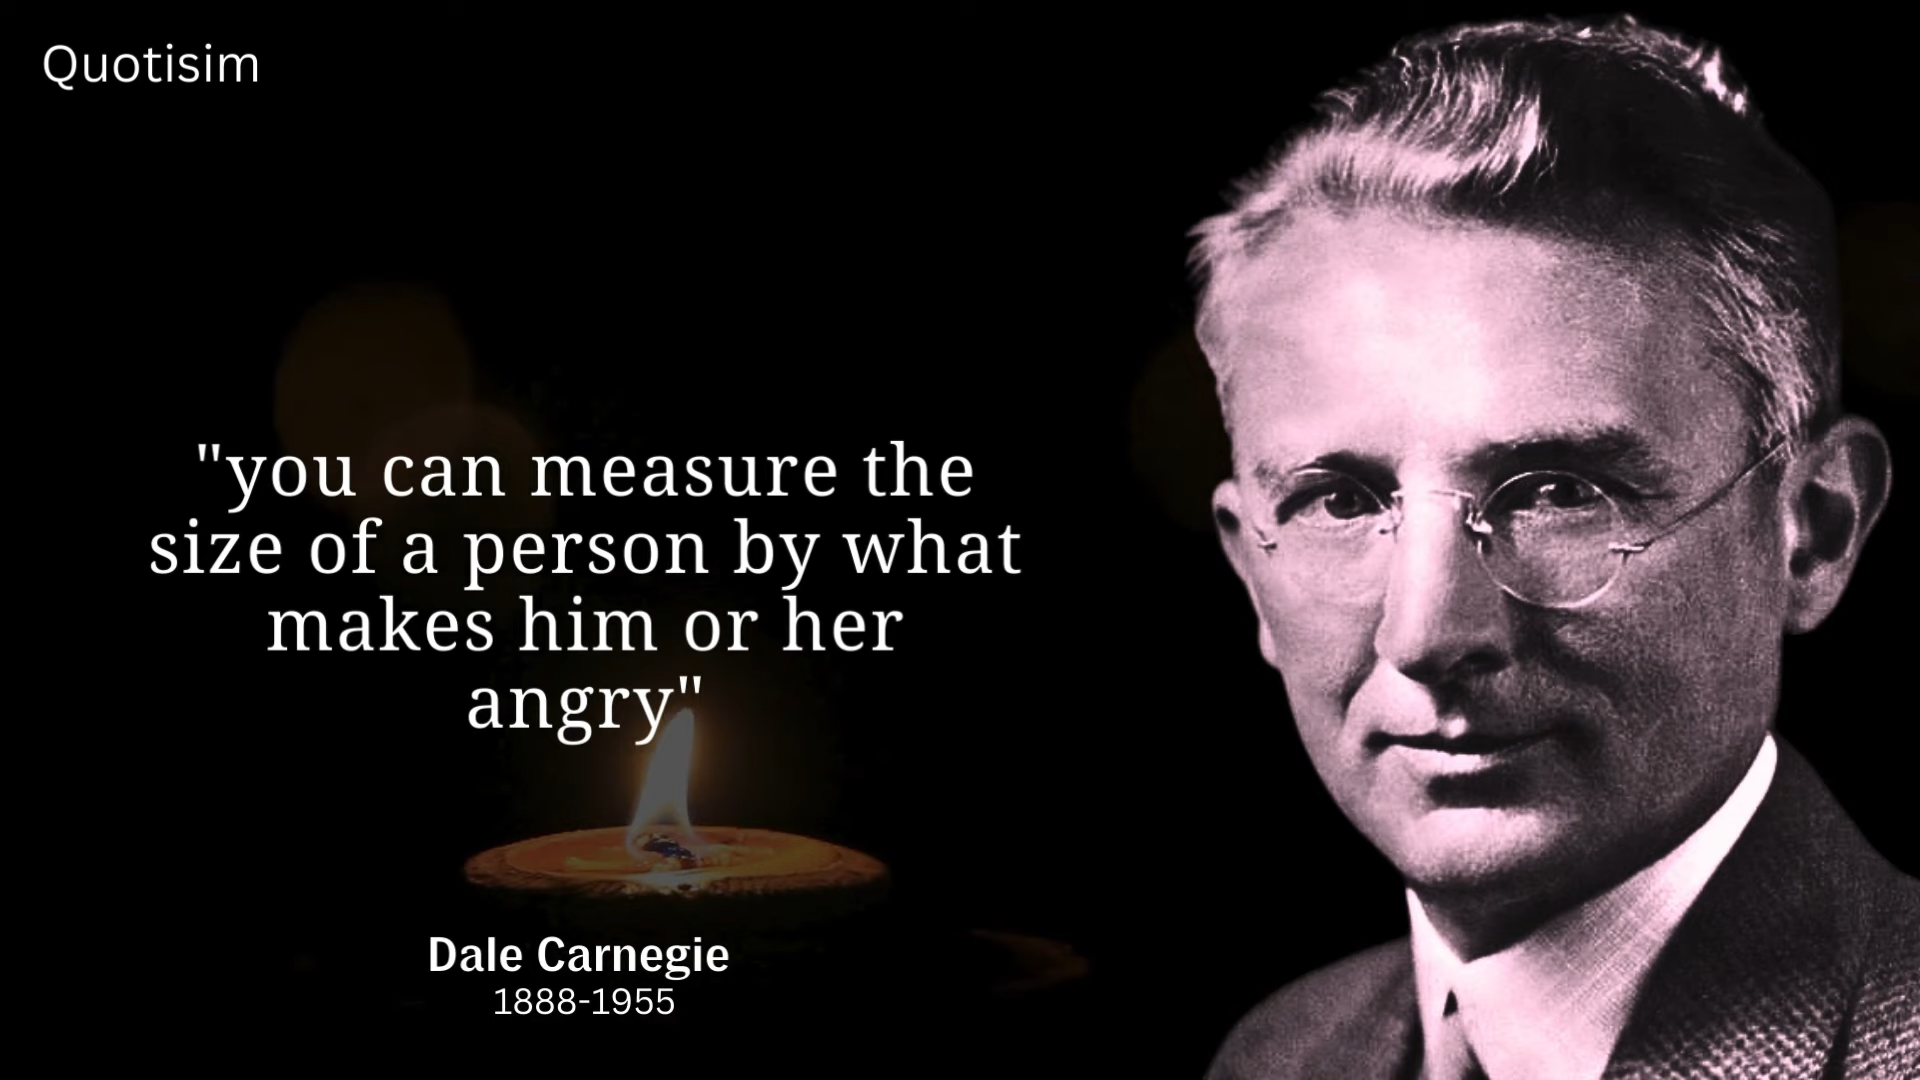 Quotisim
"you can measure the
size of a person by what
makes him or her
angry"
Dale Carnegie
1888-1955